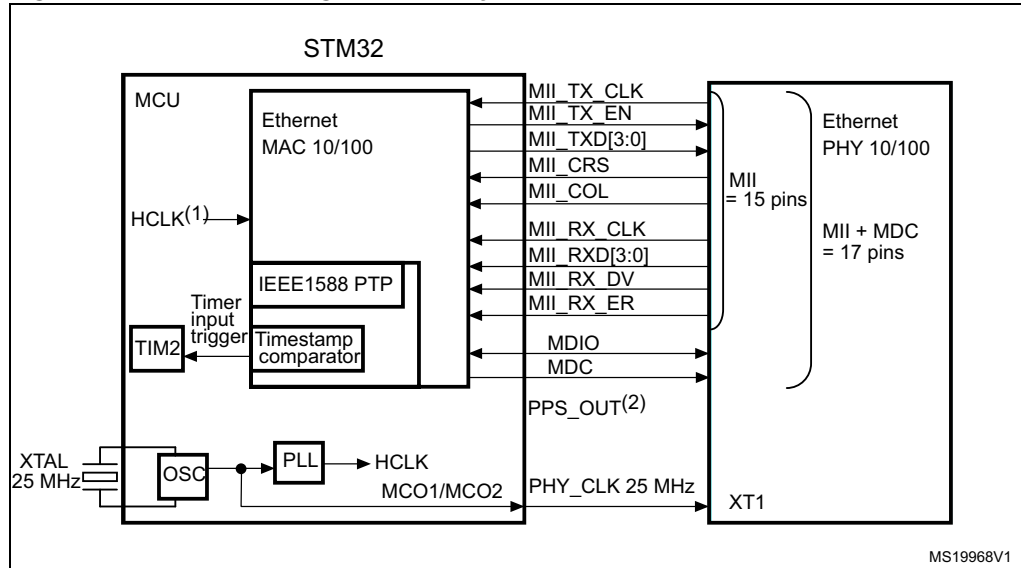 STM32
MCU
Ethernet
MAC 10/100
HCLK(1)
IEEE1588 PTP
Timer
input
trigger
TIM2
Timestamp
comparator
XTAL
25 MHz
OSC
PLL
HCLK
MCO1/MCO2
MII_TX_CLK
MII_TX_EN
MII_TXD[3:0]
MII_CRS
MII_COL
MII_RX_CLK
MII_RXD[3:0]
MII_RX_DV
MII_RX_ER
MDIO
MDC
PPS_OUT(2)
PHY_CLK 25 MHz
MII
= 15 pins
Ethernet
PHY 10/100
MII + MDC
= 17 pins
XT1
MS19968V1